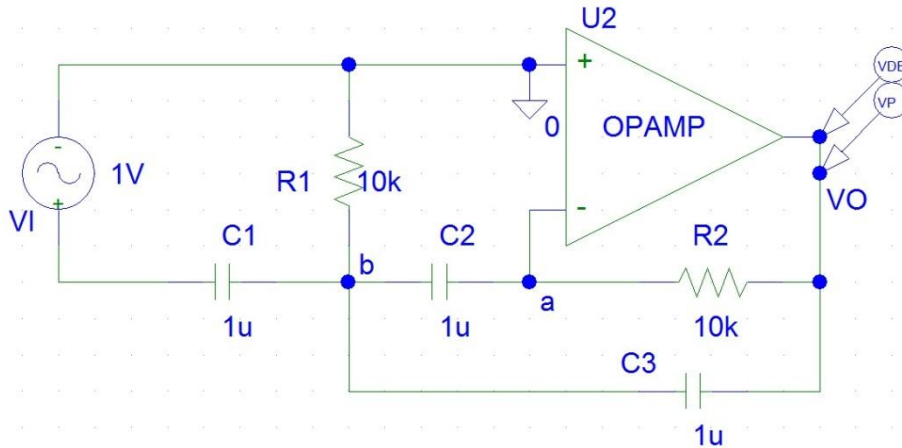 U2
VDB
VP
-
+
1V
VI
+
0
OPAMP
-
VO
R1
10k
C1
1u
b
C2
1u
a
R2
10k
C3
1u